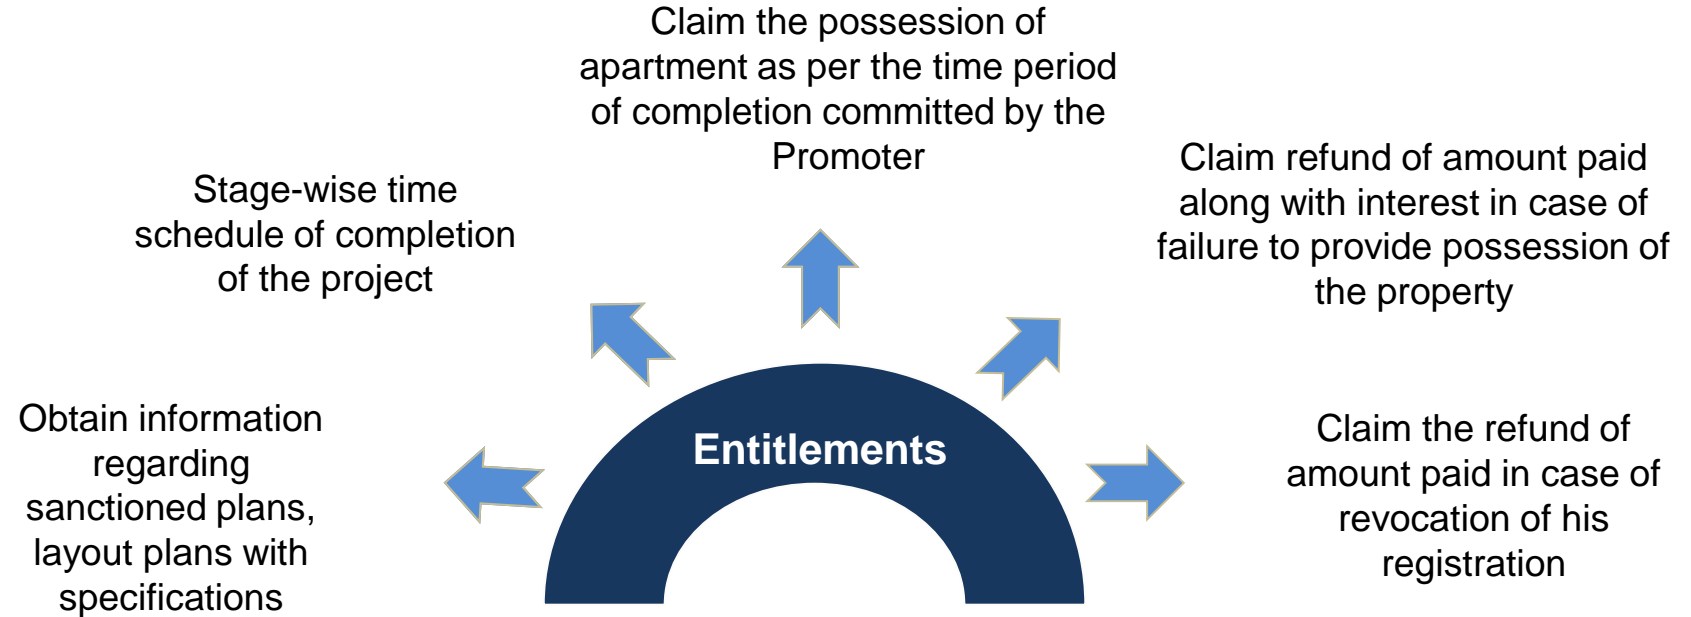 Claim the possession of
apartment as per the time period
of completion committed by the
Promoter
Stage-wise time
schedule of completion
of the project
Claim refund of amount paid
along with interest in case of
failure to provide possession of
the property
Obtain information
regarding
sanctioned plans,
layout plans with
specifications
Entitlements
Claim the refund of
amount paid in case of
revocation of his
registration